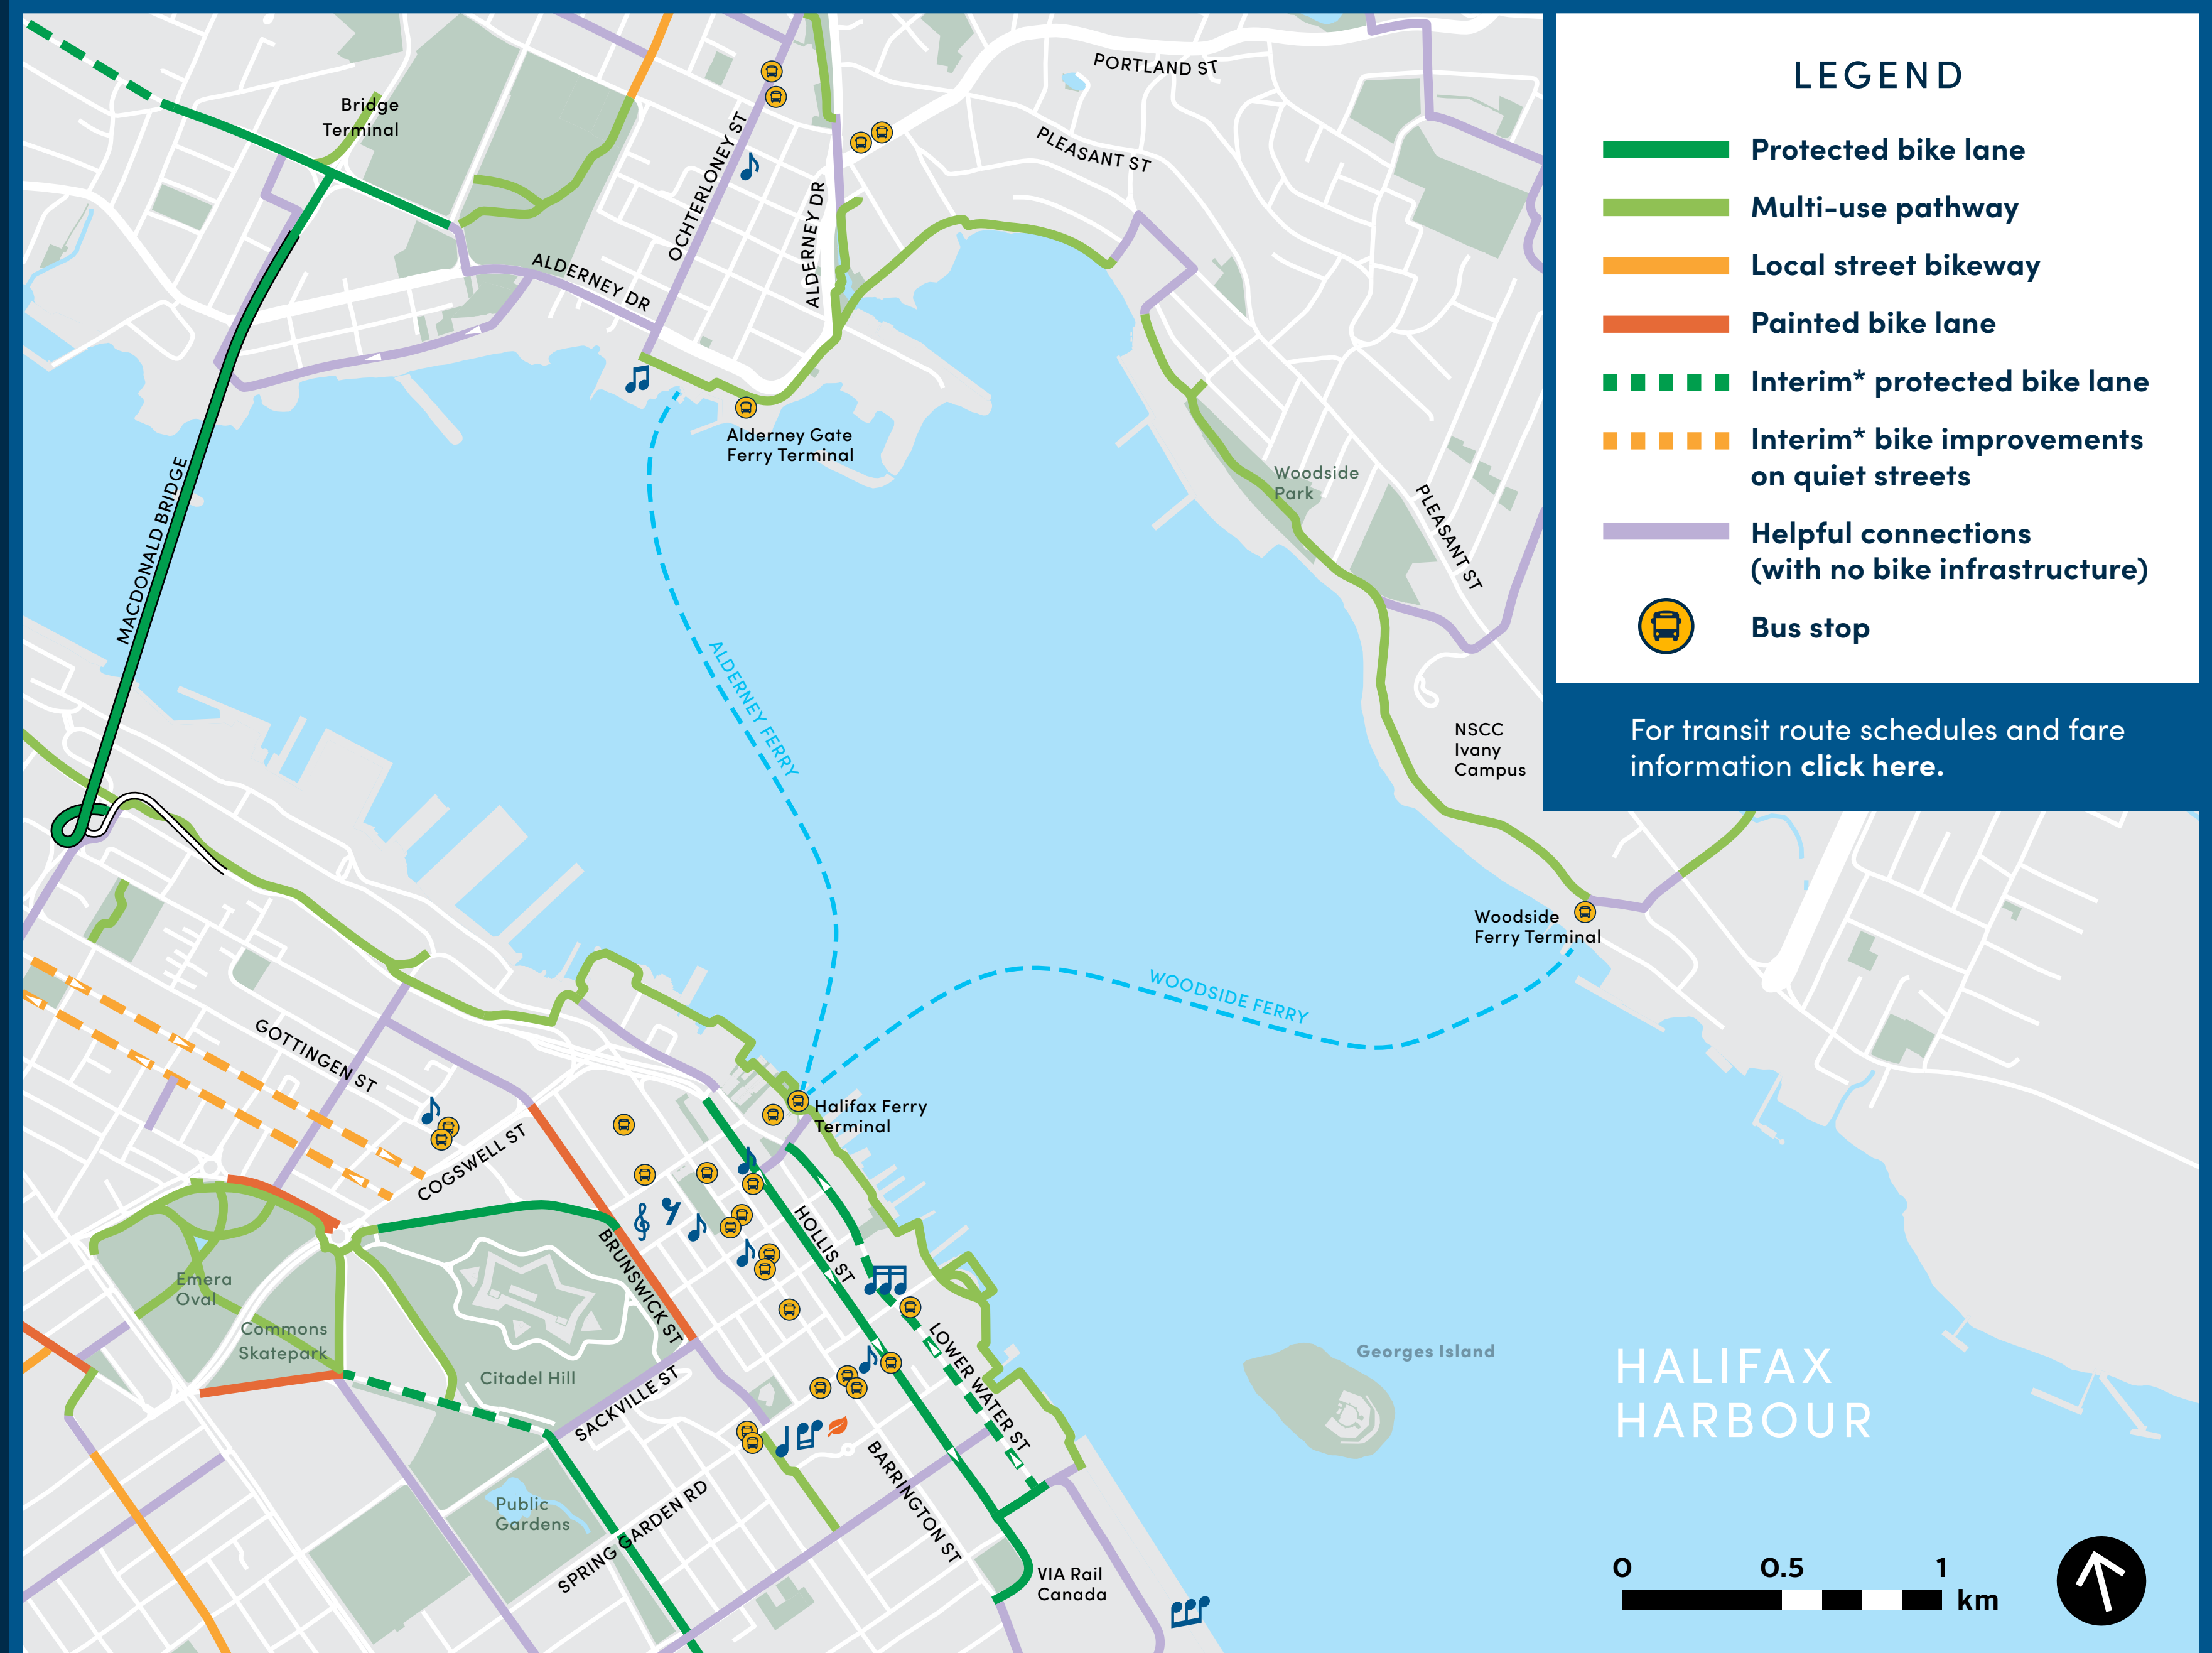 PORTLAND ST
Bridge
Terminal
PLEASANT ST
OCHTERLONEY ST
ALDERNEY DR
ALDERNEY DR
Alderney Gate
Ferry Terminal
MACDONALD BRIDGE
Woodside
Park
PLEASANT ST
ALDERNEY FERRY
NSCC
Ivany
Campus
Woodside
Ferry Terminal
WOODSIDE FERRY
GOTTINGEN ST
Halifax Ferry
Terminal
COGSWELL ST
HOLLIS ST
BRUNSWICK ST
Emera
Oval
Commons
Skatepark
Citadel Hill
SACKVILLE ST
LOWER WATER ST
Georges Island
BARRINGTON ST
Public
Gardens
SPRING GARDEN RD
VIA Rail
Canada
HALIFAX
HARBOUR
0 0.5 1
km
LEGEND
Protected bike lane
Multi-use pathway
Local street bikeway
Painted bike lane
Interim* protected bike lane
Interim* bike improvements
on quiet streets
Helpful connections
(with no bike infrastructure)
Bus stop
For transit route schedules and fare
information click here.